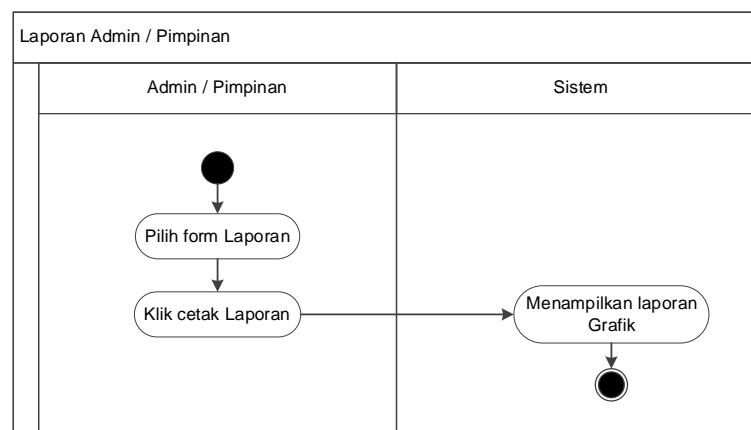 Laporan Admin / Pimpinan
Admin / Pimpinan
Sistem
Pilih form Laporan
Klik cetak Laporan
Menampilkan laporan
Grafik